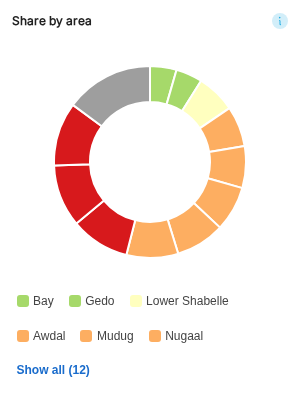 Share by area
i
Bay Gedo Lower Shabelle
Awdal Mudug Nugaal
Show all (12)